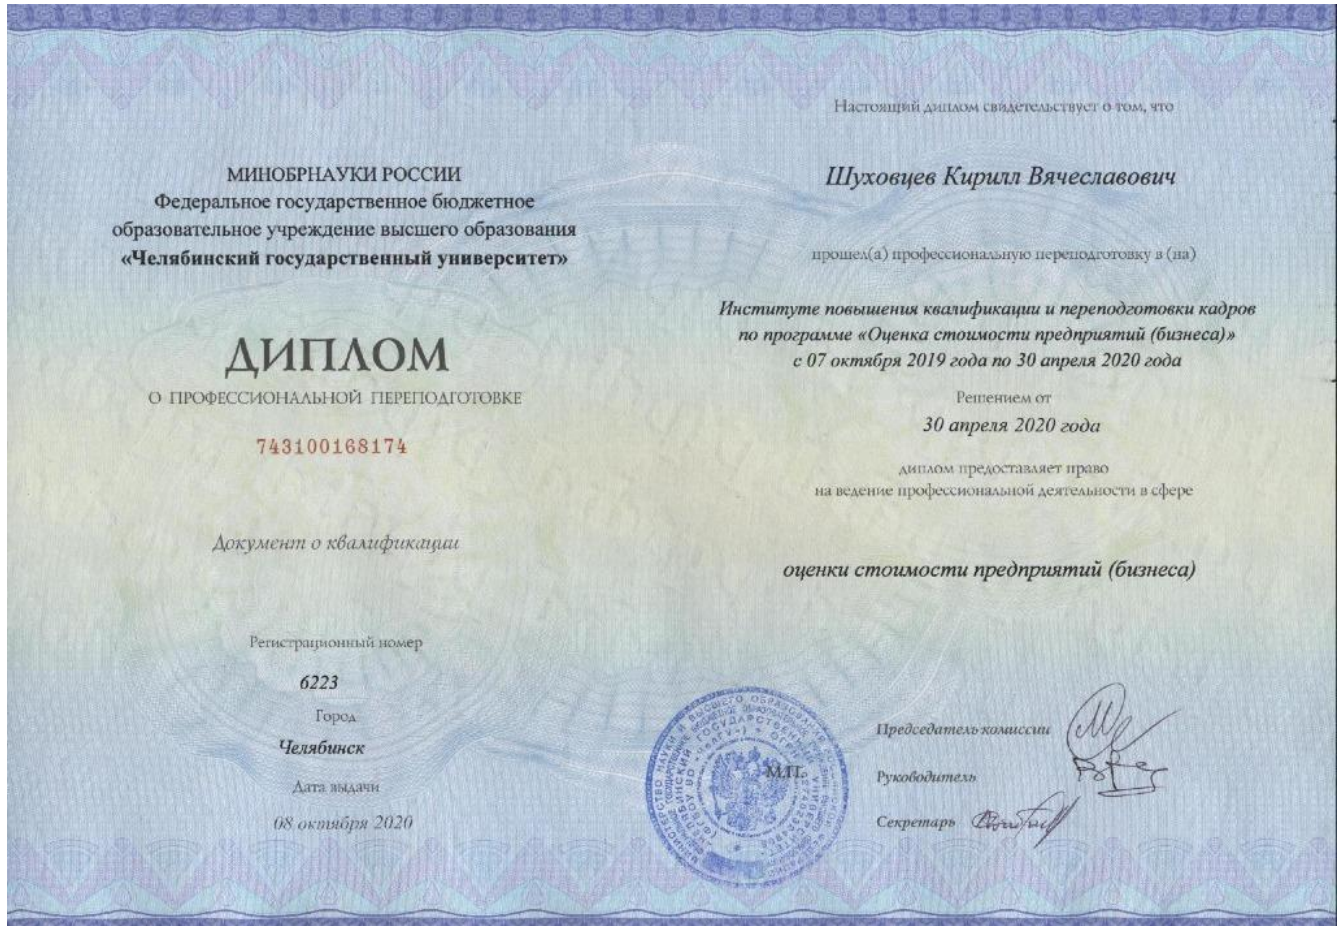 МИНОБРНАУКИ РОССИИ
Федеральное государственное бюджетное
образовательное учреждение высшего образования
«Челябинский государственный университет»
ДИПЛОМ
О ПРОФЕССИОНАЛЬНОЙ ПЕРЕПОДГОТОВКЕ
743100168174
Документ о квалификации
Регистрационный номер
6223
Город
Челябинск
Дата выдачи
08 октября 2020
Настоящий диплом свидетельствует о том, что
Шуховцев Кирилл Вячеславович
прошел(а) профессиональную переподготовку в (на)
Институте повышения квалификации и переподготовки кадров
по программе «Оценка стоимости предприятий (бизнеса)»
с 07 октября 2019 года по 30 апреля 2020 года
Решением от
30 апреля 2020 года
диплом предоставляет право
на ведение профессиональной деятельности в сфере
оценки стоимости предприятий (бизнеса)
М.П.
Председатель комиссии
Руководитель
Секретарь